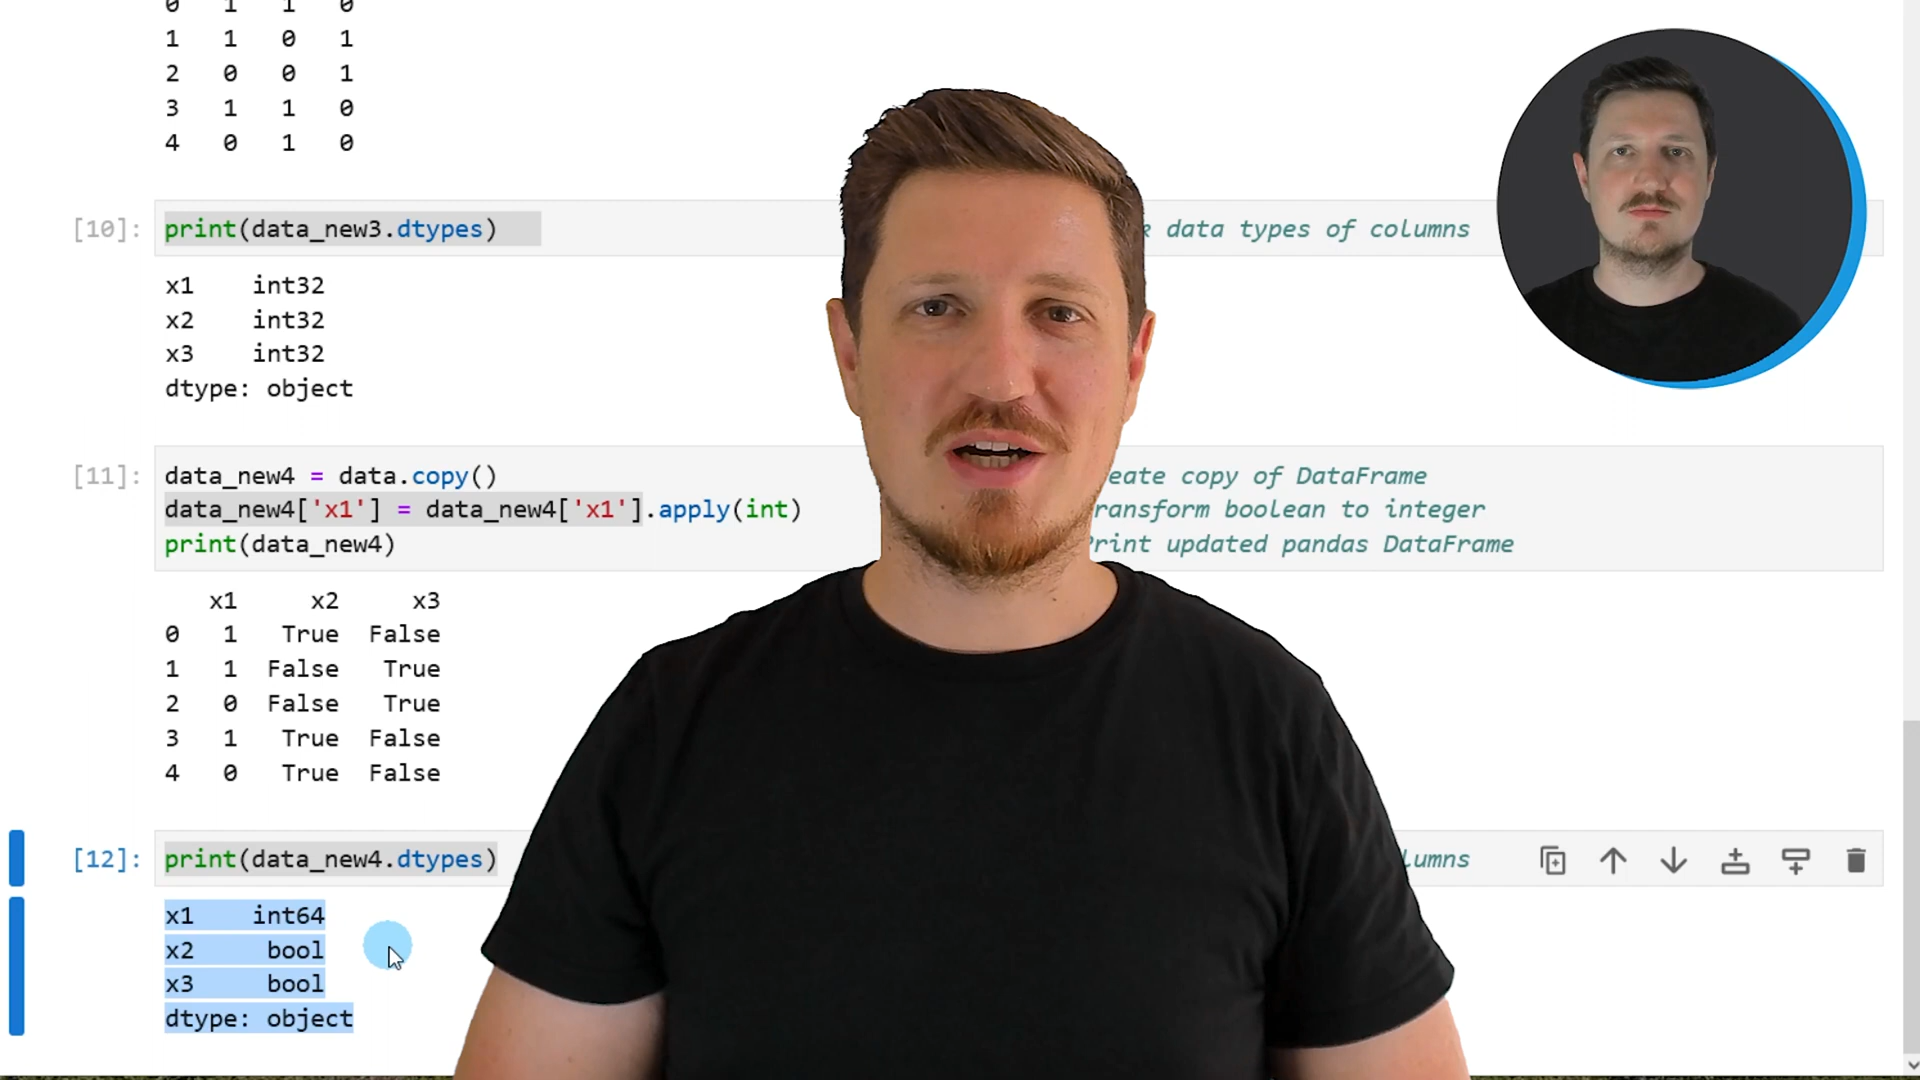 0 1 1 0
1 1 0 1
2 0 0 1
3 1 1 0
4 0 1 0
[10]: print(data_new3.dtypes) data types of columns
x1 int32
x2 int32
x3 int32
dtype: object
[11]: data_new4 = data.copy() eate copy of DataFrame
data_new4['x1'] = data_new4['x1'].apply(int) ransform boolean to integer
print(data_new4) Print updated pandas DataFrame
x1 x2 x3
0 1 True False
1 1 False True
2 0 False True
3 1 True False
4 0 True False
[12]: print(data_new4.dtypes) lumns
x1 int64
x2 bool
x3 bool
dtype: object